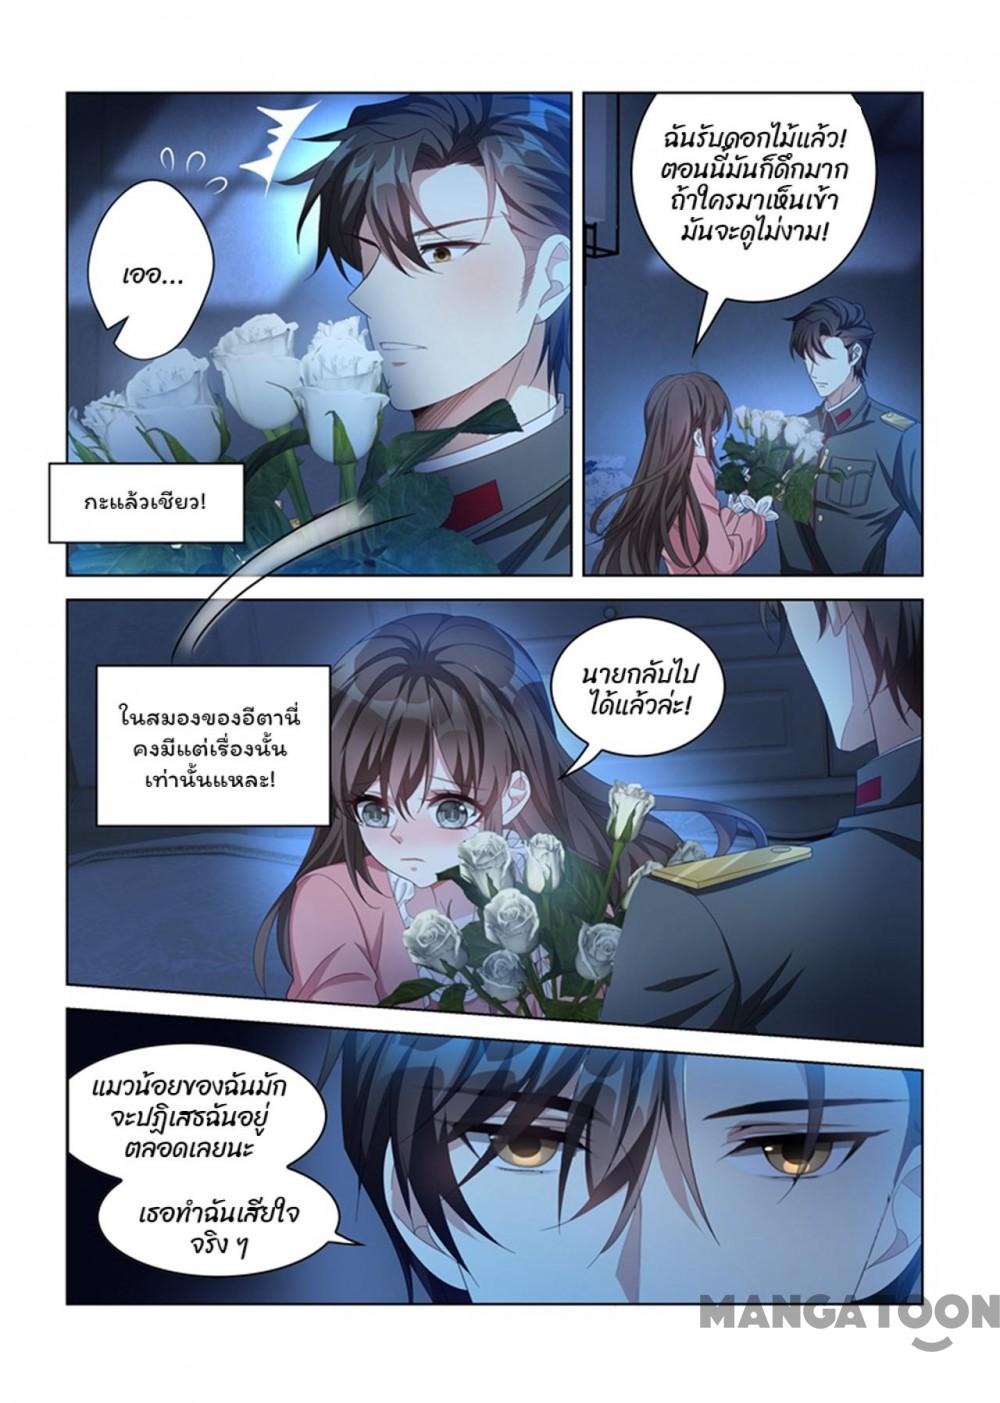 เออ...
กะแล้วเชียว!
ฉันรับดอกไม้แล้ว!
ตอนนี้มันก็ดึกมาก
ถ้าใครมาเห็นเข้า
มันจะดูไม่งาม!
ในสมองของอีตานี่
คงมีแต่เรื่องนั้น
เท่านั้นแหละ!
นายกลับไป
ได้แล้วล่ะ!
แมวน้อยของฉันมัก
จะปฏิเสธฉันอยู่
ตลอดเลยนะ
เธอทำฉันเสียใจ
จริง ๆ
MANGATOON